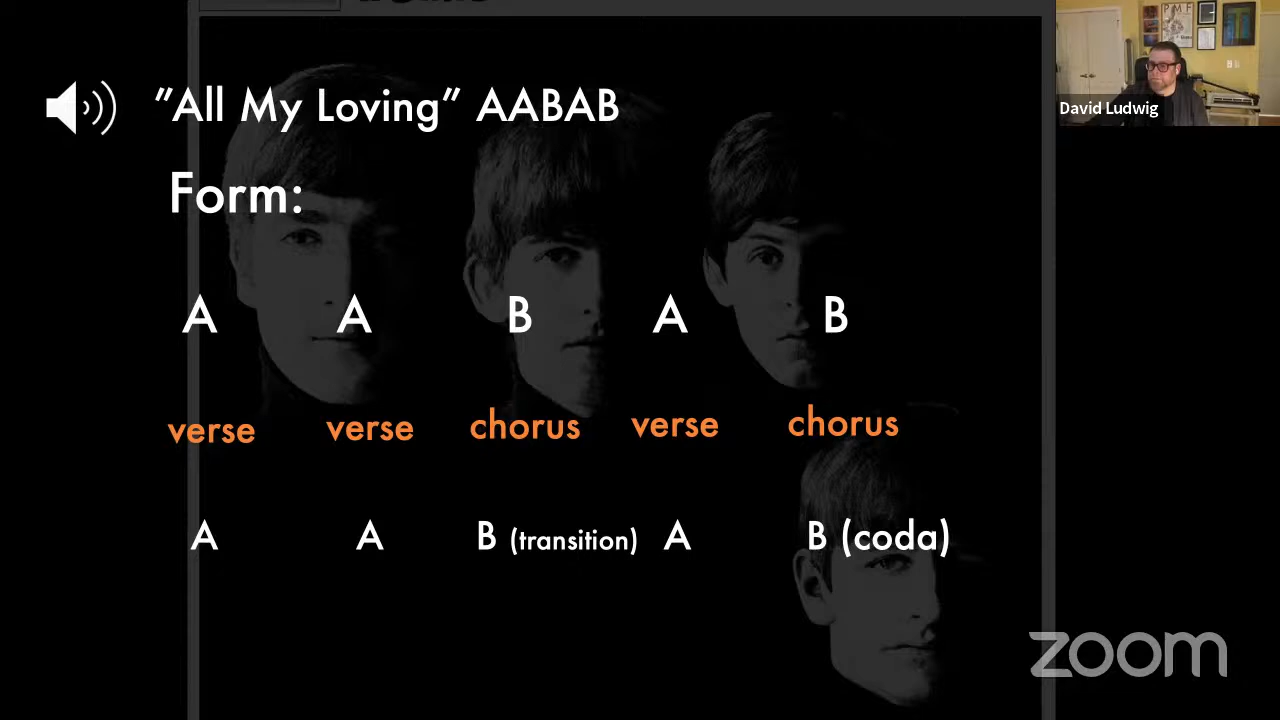 ”All My Loving” AABAB
David Ludwig
Form:
A A B A B
verse verse chorus verse chorus
A A B (transition) A B (coda)
zoom